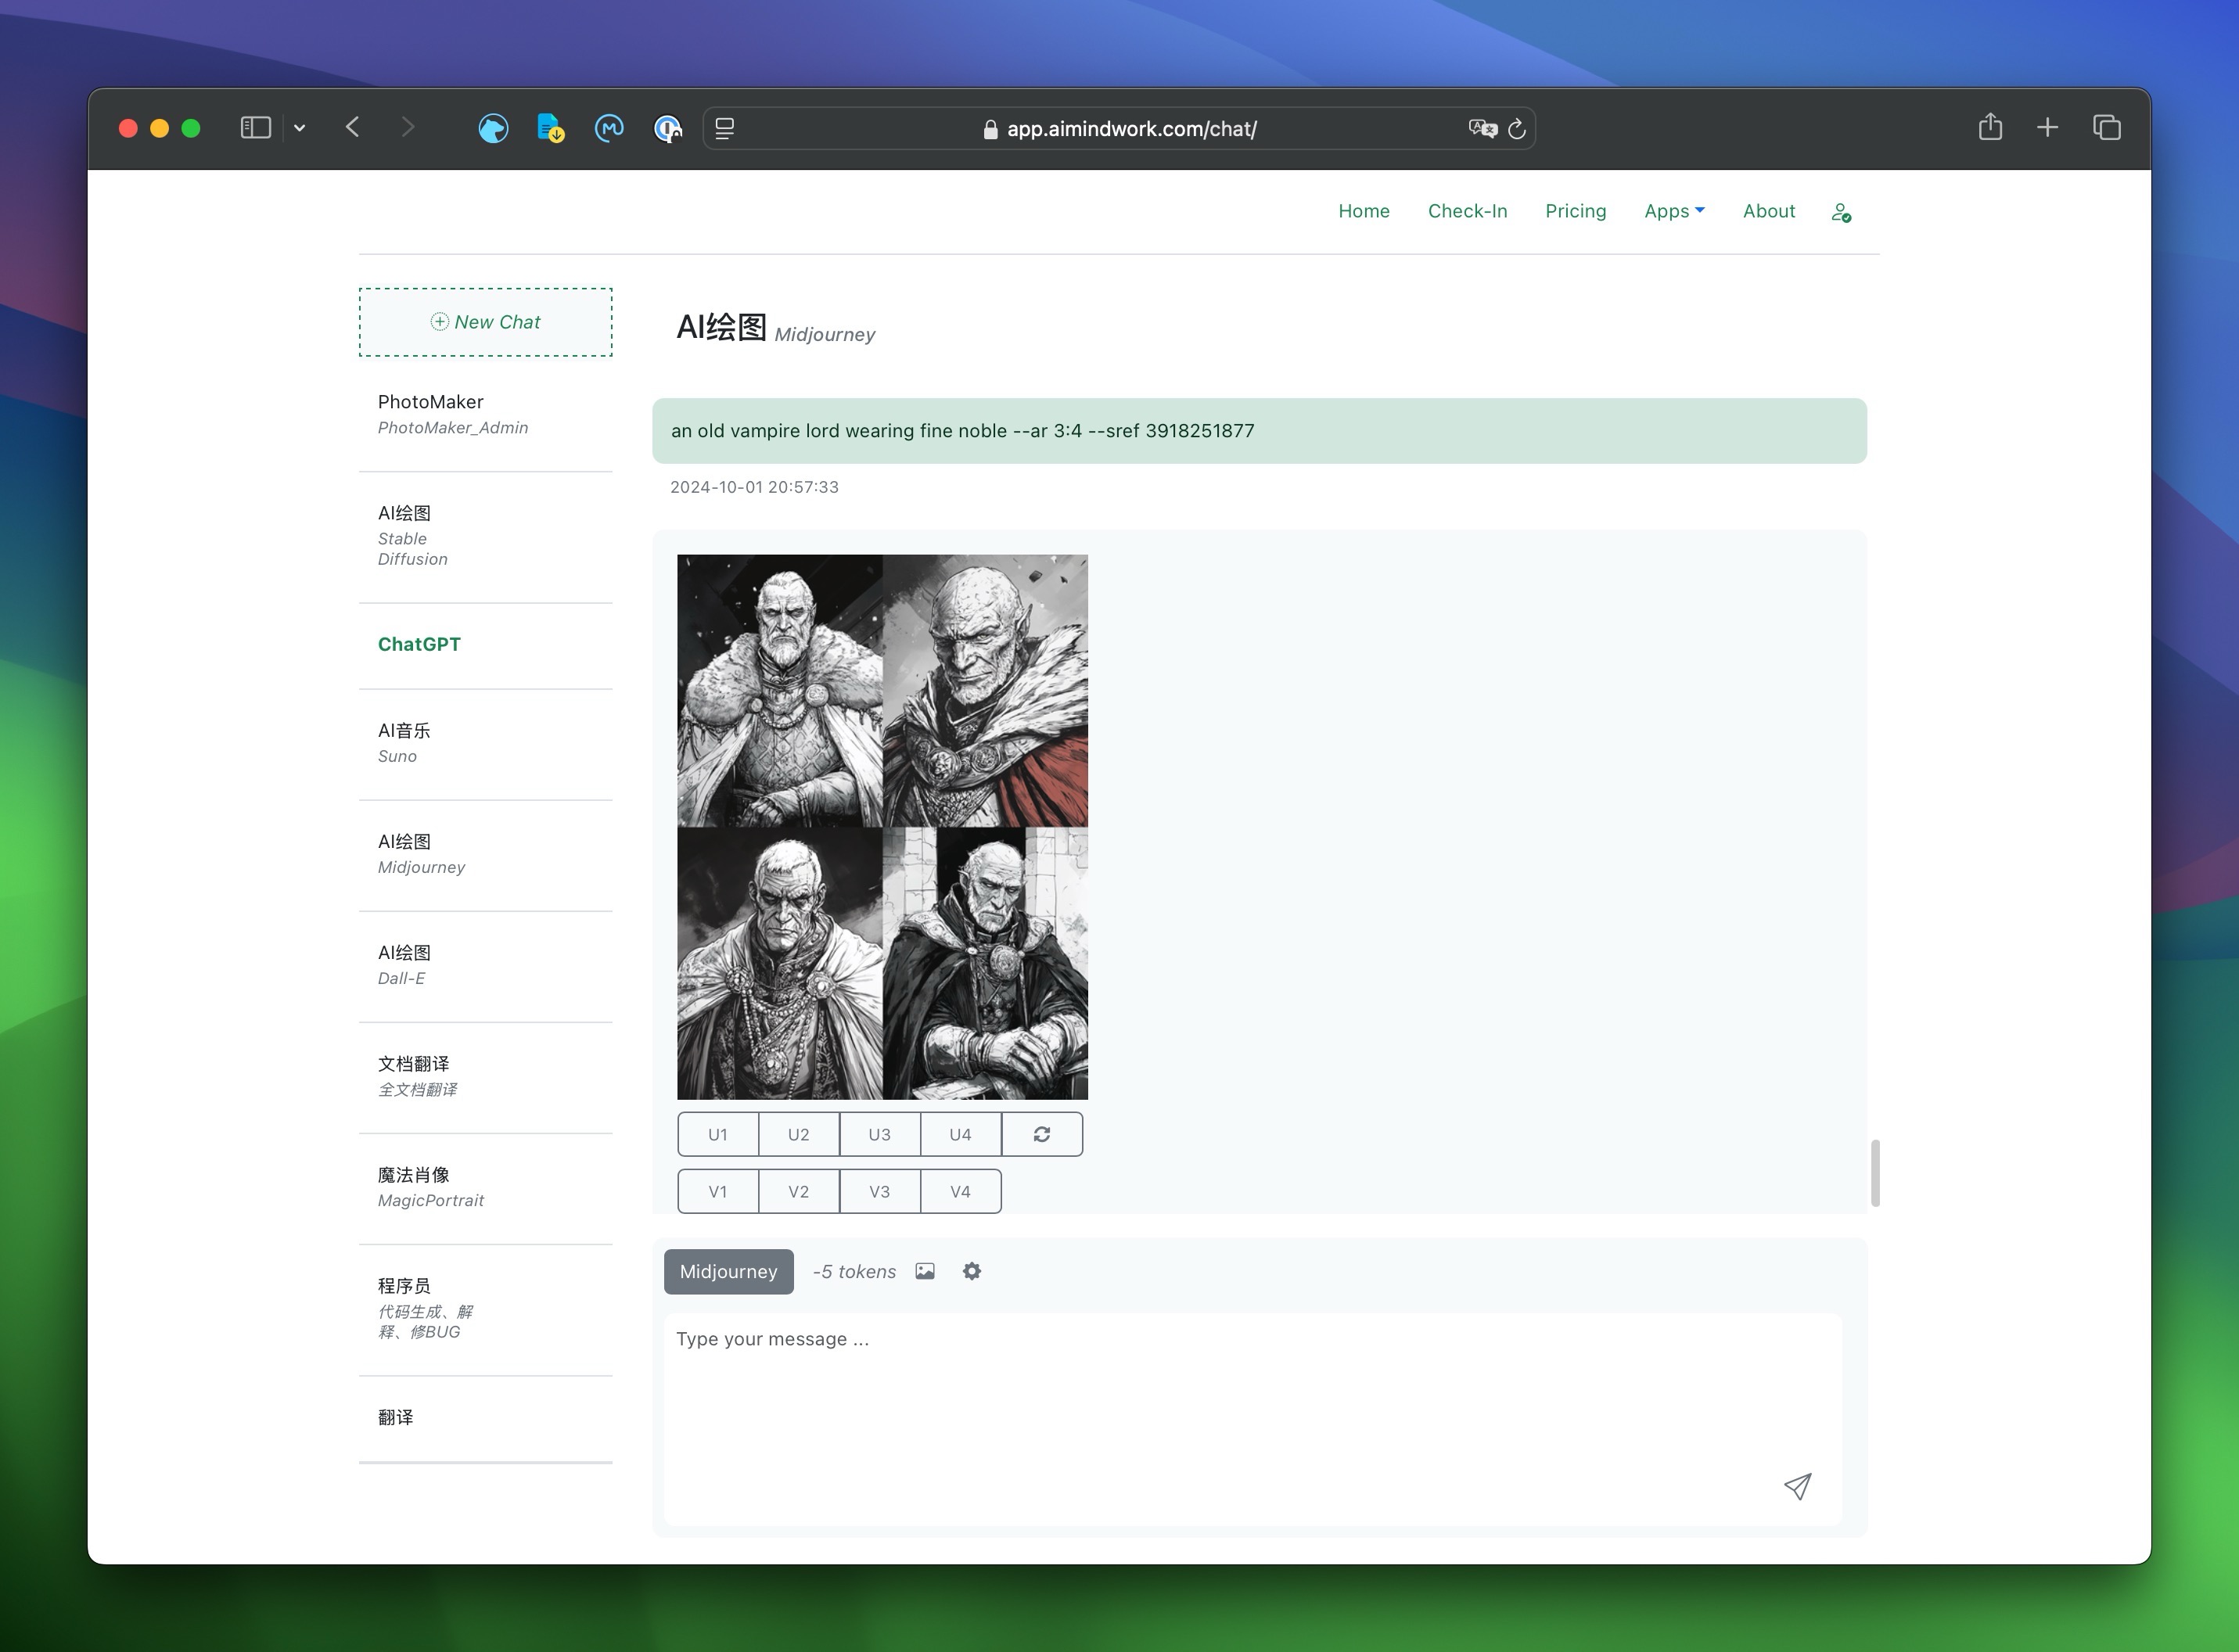 app.aimindwork.com/chat/
Home Check-In Pricing Apps About
New Chat
PhotoMaker
PhotoMaker_Admin
AI绘图
Stable
Diffusion
ChatGPT
AI音乐
Suno
AI绘图
Midjourney
AI绘图
Dall-E
文档翻译
全文档翻译
魔法肖像
MagicPortrait
程序员
代码生成、解
释、修BUG
翻译
AI绘图 Midjourney
an old vampire lord wearing fine noble --ar 3:4 --sref 3918251877
2024-10-01 20:57:33
U1 U2 U3 U4
V1 V2 V3 V4
Midjourney -5 tokens
Type your message ...